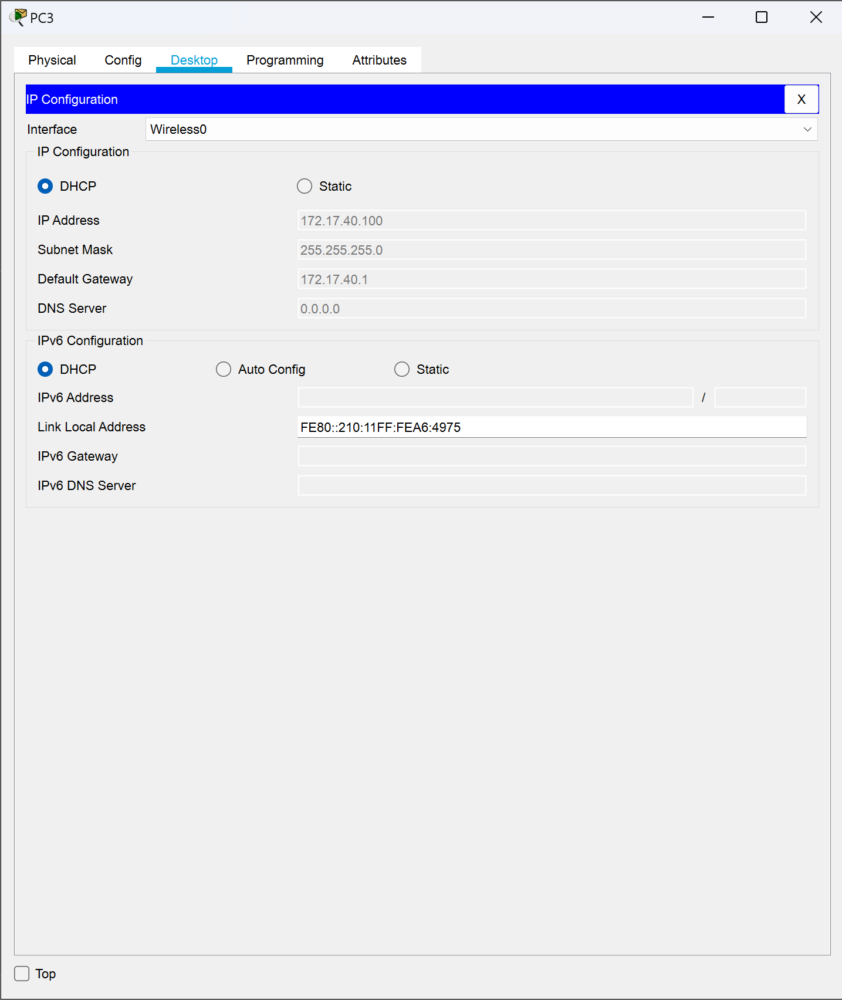 PC3
Physical Config Desktop Programming Attributes
IP Configuration X
Interface Wireless0
IP Configuration
DHCP Static
IP Address 172.17.40.100
Subnet Mask 255.255.255.0
Default Gateway 172.17.40.1
DNS Server 0.0.0.0
IPv6 Configuration
DHCP Auto Config Static
IPv6 Address /
Link Local Address FE80::210:11FF:FEA6:4975
IPv6 Gateway
IPv6 DNS Server
Top